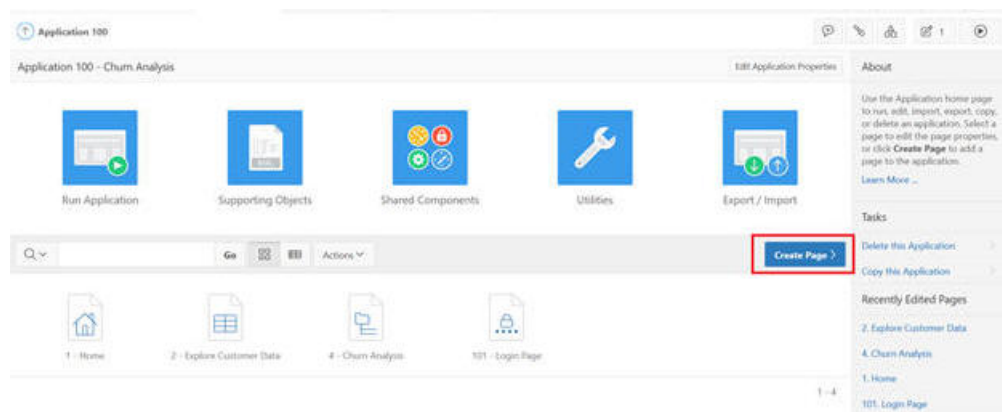 Application 100
1
Application 100 - Churn Analysis
Edit Application Properties
About
Use the Application home page
to run, edit, import, export, copy,
or delete an application. Select a
page to edit the page properties,
or click Create Page to add a
page to the application.
Learn More ...
Run Application
Supporting Objects
Shared Components
Utilities
Export / Import
Tasks
Delete this Application
Copy this Application
Go
Actions
Create Page
Recently Edited Pages
2. Explore Customer Data
4. Churn Analysis
1. Home
101. Login Page
1 - Home
2 - Explore Customer Data
4 - Churn Analysis
101 - Login Page
1 - 4